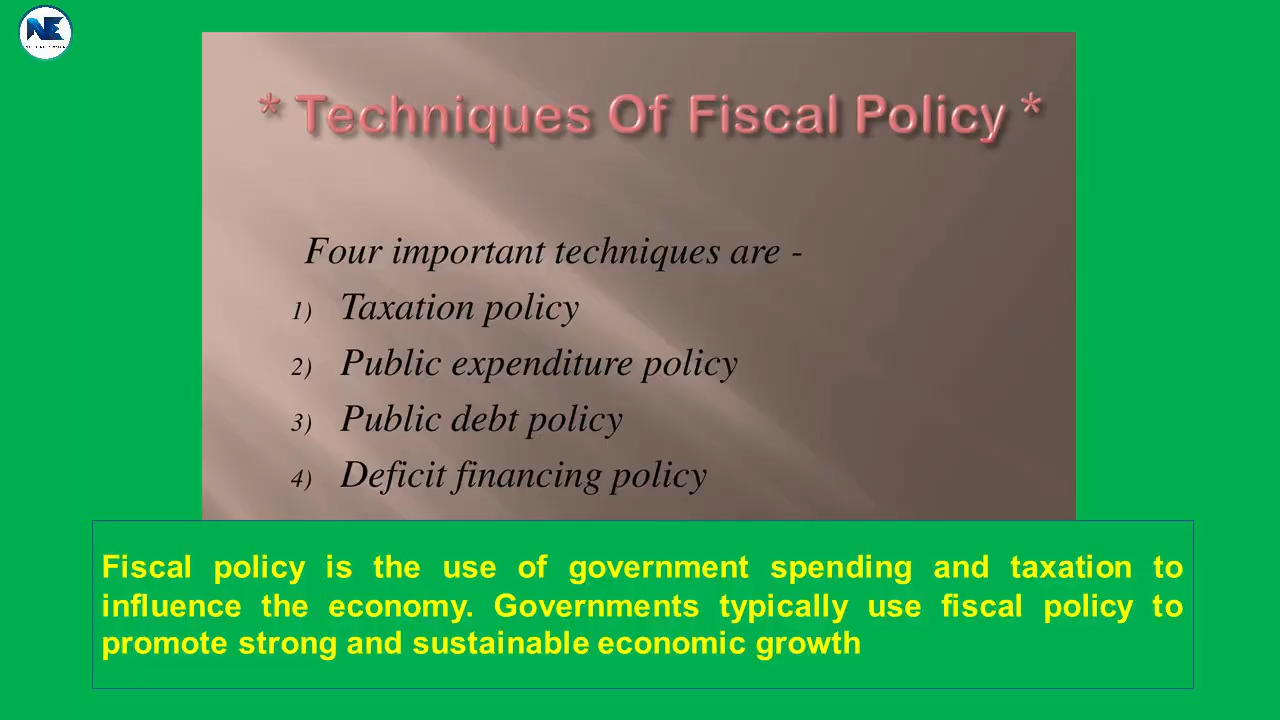 NE
* Techniques Of Fiscal Policy *
Four important techniques are -
1) Taxation policy
2) Public expenditure policy
3) Public debt policy
4) Deficit financing policy
Fiscal policy is the use of government spending and taxation to
influence the economy. Governments typically use fiscal policy to
promote strong and sustainable economic growth